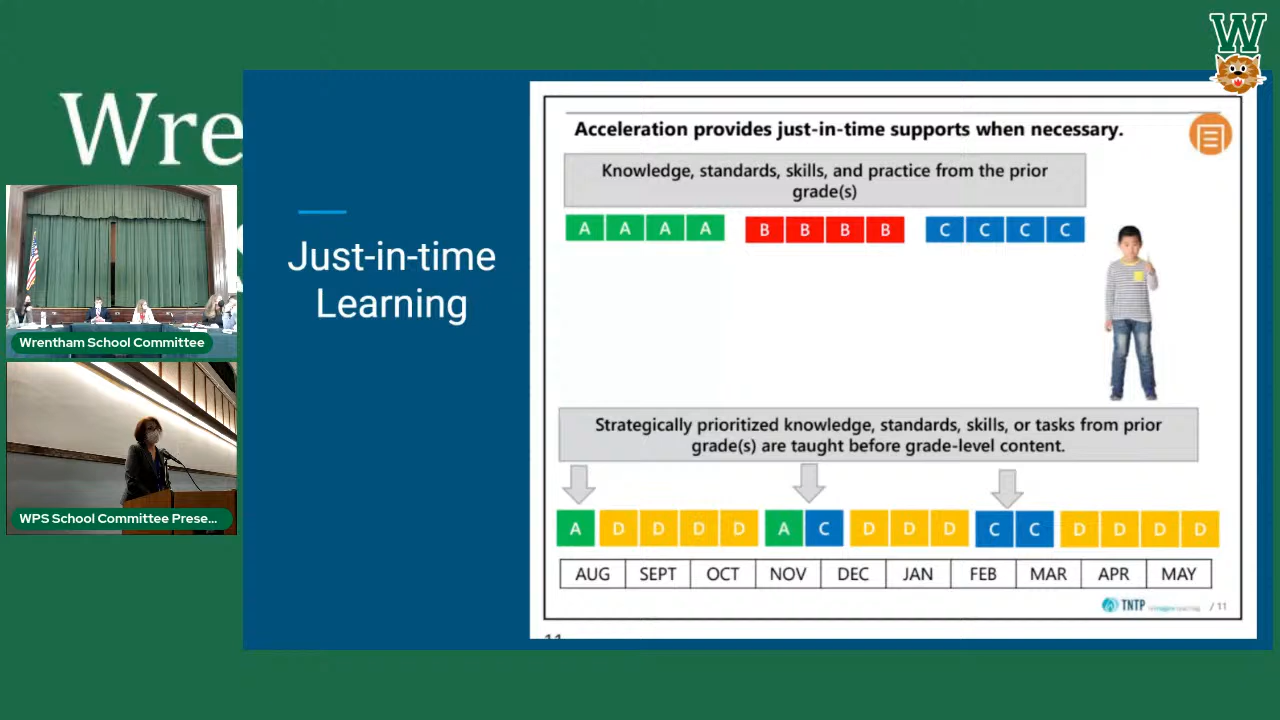 W
Wre
Wrentham School Committee
WPS School Committee Prese...
Just-in-time
Learning
Acceleration provides just-in-time supports when necessary.
Knowledge, standards, skills, and practice from the prior
grade(s)
A A A A B B B B C C C C
Strategically prioritized knowledge, standards, skills, or tasks from prior
grade(s) are taught before grade-level content.
A D D D D A C D D D C C D D D D
AUG SEPT OCT NOV DEC JAN FEB MAR APR MAY
TNTP / 11